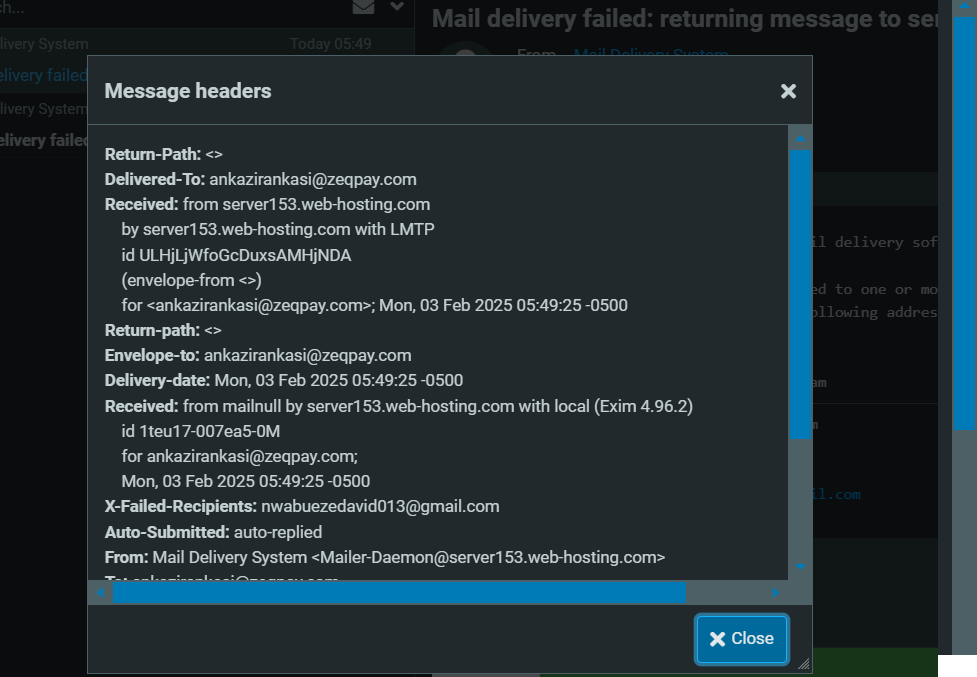 ch...
Mail delivery failed: returning message to se
livery System
Today 05:49
From
Mail Delivery System
elivery failed
livery System
elivery failed
Message headers
Return-Path: <>
Delivered-To: ankazirankasi@zeqpay.com
Received: from server153.web-hosting.com
by server153.web-hosting.com with LMTP
id ULHjLjWfoGcDuxsAMHjNDA
(envelope-from <>)
for <ankazirankasi@zeqpay.com>; Mon, 03 Feb 2025 05:49:25 -0500
Return-path: <>
Envelope-to: ankazirankasi@zeqpay.com
Delivery-date: Mon, 03 Feb 2025 05:49:25 -0500
Received: from mailnull by server153.web-hosting.com with local (Exim 4.96.2)
id 1teu17-007ea5-0M
for ankazirankasi@zeqpay.com;
Mon, 03 Feb 2025 05:49:25 -0500
X-Failed-Recipients: nwabuezedavid013@gmail.com
Auto-Submitted: auto-replied
From: Mail Delivery System <Mailer-Daemon@server153.web-hosting.com>
To: ankazirankasi@zeqpay.com
il delivery sof
ed to one or mo
ollowing addres
am
m
il.com
Close